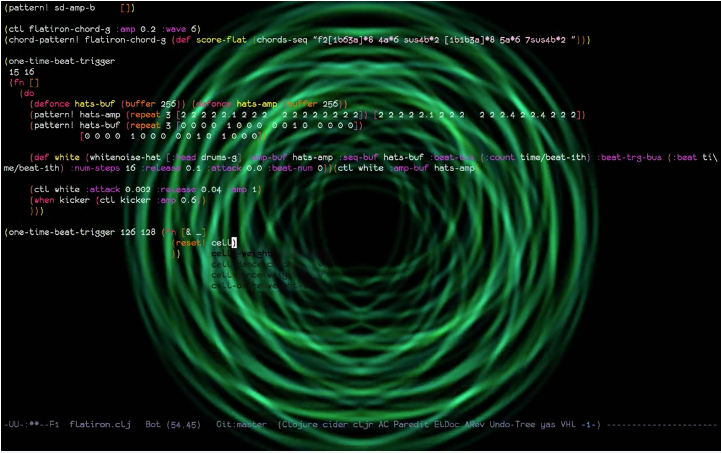 (pattern! sd-amp-b     [])
(ctl flatiron-chord-g :amp 0.2 :wave 6)
(chord-pattern! flatiron-chord-g (def score-flat (chords-seq "f2[1b63a]*8 4a*6 sus4b*2 [1b1b3a]*8 5a*6 7sus4b*2 ")))
(one-time-beat-trigger
15 16
(fn []
(do
(defonce hats-buf (buffer 256)) (defonce hats-amp (buffer 256))
(pattern! hats-amp (repeat 3 [2 2 2 2 2.1 2 2 2   2 2 2 2 2 2 2 2]) [2 2 2 2 2.1 2 2 2   2 2 2.4 2 2.4 2 2 2])
(pattern! hats-buf (repeat 3 [0 0 0 0  1 0 0 0  0 0 1 0  0 0 0 0])
[0 0 0 0  1 0 0 0  0 0 1 0  1 0 0 0])
(def white (whitenoise-hat [:head drums-g] :amp-buf hats-amp :seq-buf hats-buf :beat-bus (:count time/beat-1th) :beat-trg-bus (:beat ti\
me/beat-1th) :num-steps 16 :release 0.1 :attack 0.0 :beat-num 0))(ctl white :amp-buf hats-amp)
(ctl white :attack 0.002 :release 0.04 :amp 1)
(when kicker (ctl kicker :amp 0.6))
)))
(one-time-beat-trigger 126 128 (fn [& _]
(reset! cell)
))          cells-weight
-UU-:**--F1  flatiron.clj   Bot (54,45)   Git:master  (Clojure cider cljr AC Paredit ElDoc ARev Undo-Tree yas VHL -1-) ----------------------